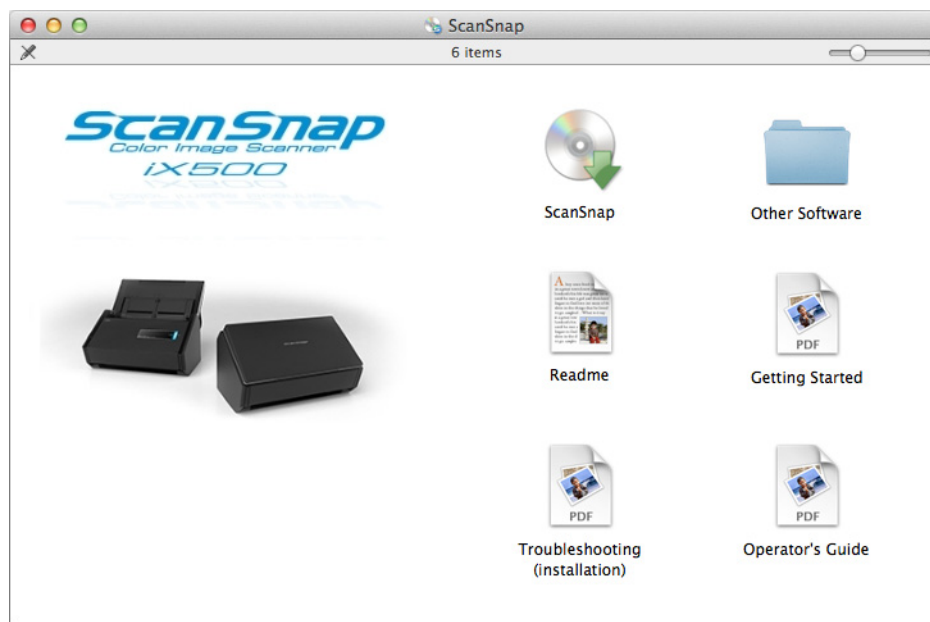 ScanSnap
6 items
ScanSnap
Color Image Scanner
iX500
ScanSnap
Other Software
Readme
PDF
Getting Started
PDF
Troubleshooting
(installation)
PDF
Operator's Guide